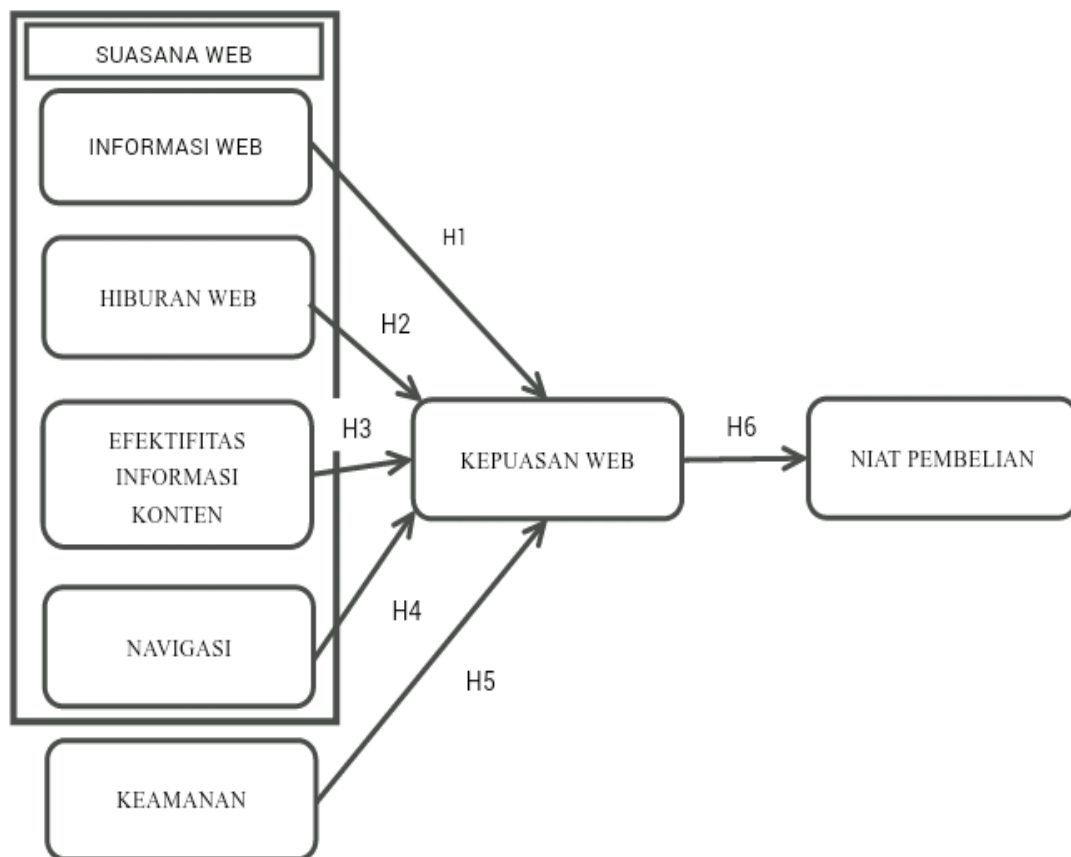 SUASANA WEB
INFORMASI WEB
H1
HIBURAN WEB
H2
EFEKTIFITAS
INFORMASI
KONTEN
H3
KEPUASAN WEB
H6
NIAT PEMBELIAN
NAVIGASI
H4
H5
KEAMANAN